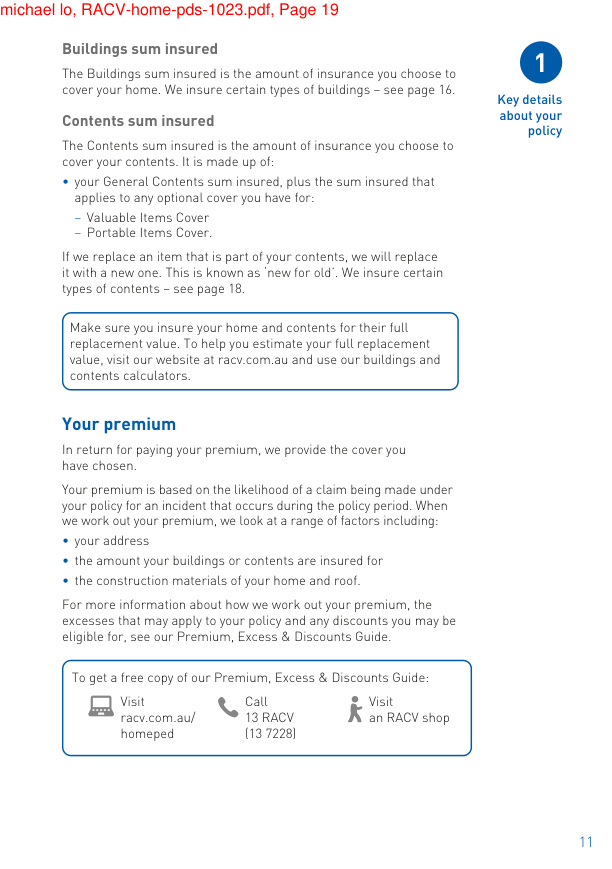 michael lo, RACV-home-pds-1023.pdf, Page 19
Buildings sum insured
The Buildings sum insured is the amount of insurance you choose to
cover your home. We insure certain types of buildings – see page 16.
Contents sum insured
The Contents sum insured is the amount of insurance you choose to
cover your contents. It is made up of:
• your General Contents sum insured, plus the sum insured that
applies to any optional cover you have for:
– Valuable Items Cover
– Portable Items Cover.
If we replace an item that is part of your contents, we will replace
it with a new one. This is known as ‘new for old’. We insure certain
types of contents – see page 18.
Make sure you insure your home and contents for their full
replacement value. To help you estimate your full replacement
value, visit our website at racv.com.au and use our buildings and
contents calculators.
Your premium
In return for paying your premium, we provide the cover you
have chosen.
Your premium is based on the likelihood of a claim being made under
your policy for an incident that occurs during the policy period. When
we work out your premium, we look at a range of factors including:
• your address
• the amount your buildings or contents are insured for
• the construction materials of your home and roof.
For more information about how we work out your premium, the
excesses that may apply to your policy and any discounts you may be
eligible for, see our Premium, Excess & Discounts Guide.
To get a free copy of our Premium, Excess & Discounts Guide:
Visit
racv.com.au/
homeped
Call
13 RACV
(13 7228)
Visit
an RACV shop
1
Key details
about your
policy
11